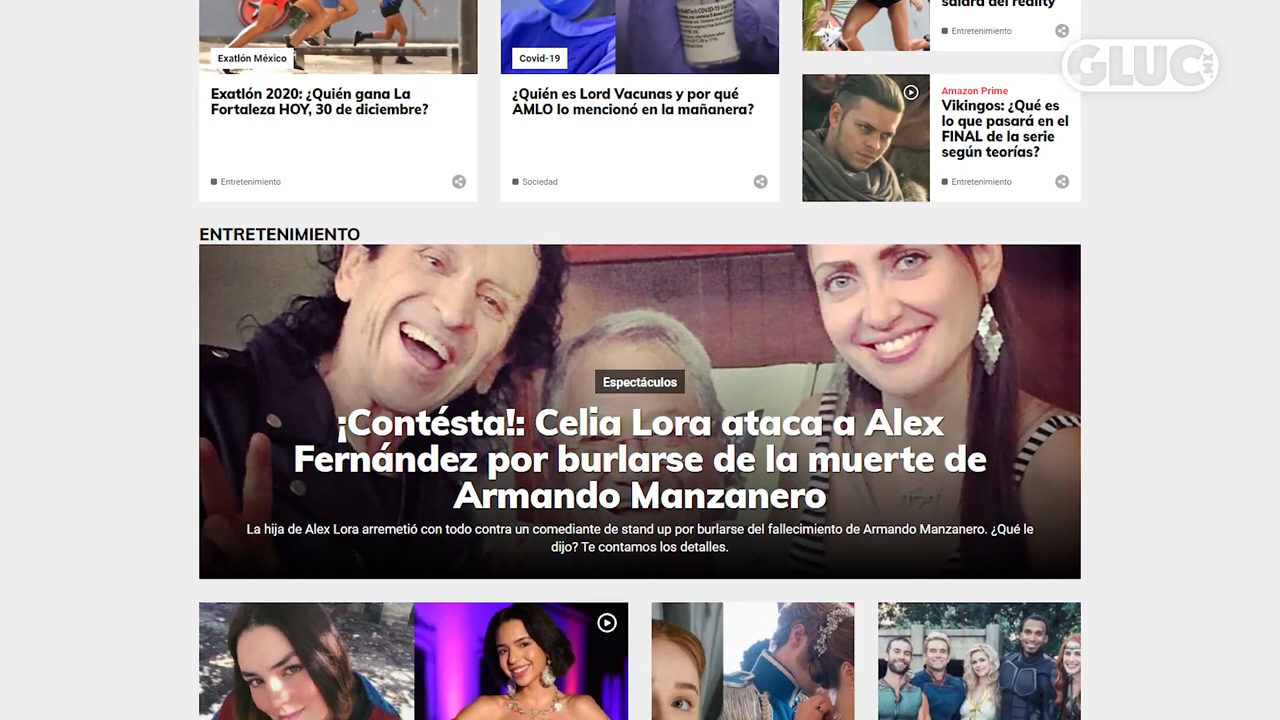 salará del reality
Entretenimiento
GLUC.MX
Exatlón México
Exatlón 2020: ¿Quién gana La
Fortaleza HOY, 30 de diciembre?
Entretenimiento
Covid-19
¿Quién es Lord Vacunas y por qué
AMLO lo mencionó en la mañanera?
Sociedad
Amazon Prime
Vikingos: ¿Qué es
lo que pasará en el
FINAL de la serie
según teorías?
Entretenimiento
ENTRETENIMIENTO
Espectáculos
¡Contésta!: Celia Lora ataca a Alex
Fernández por burlarse de la muerte de
Armando Manzanero
La hija de Alex Lora arremetió con todo contra un comediante de stand up por burlarse del fallecimiento de Armando Manzanero. ¿Qué le
dijo? Te contamos los detalles.